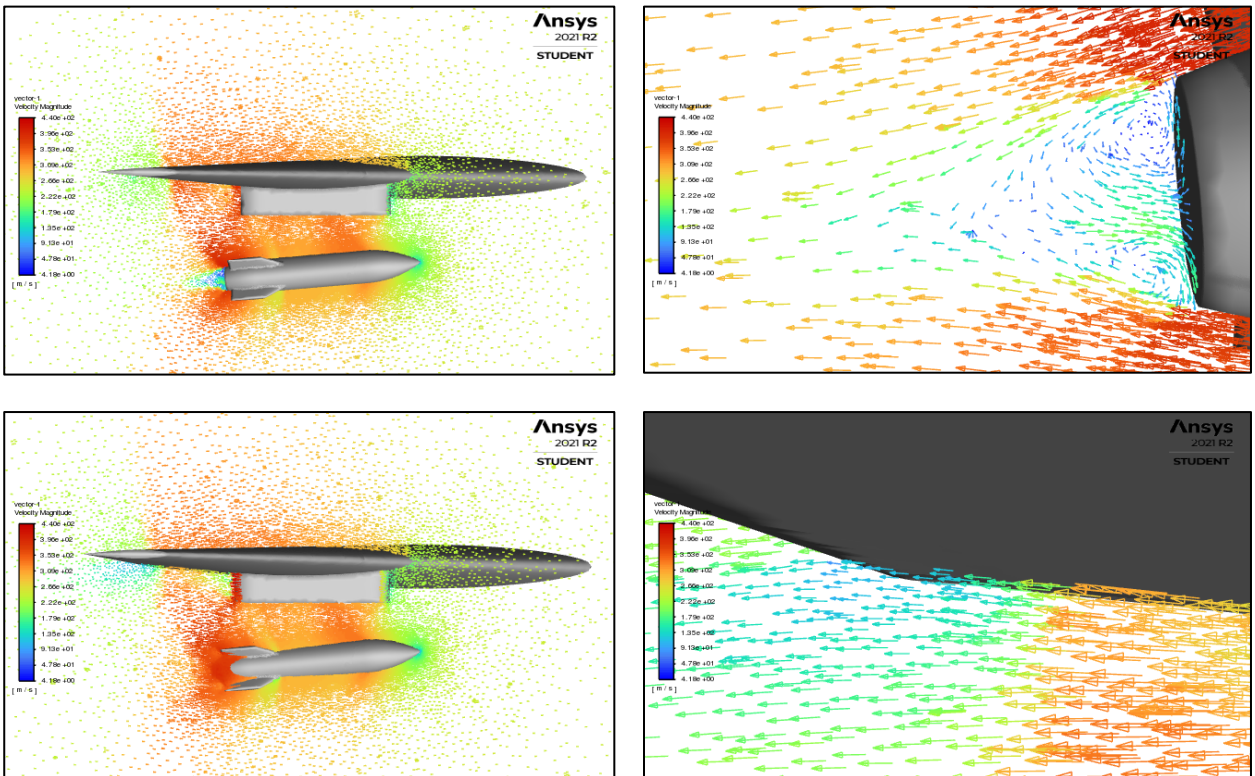 Ansys
2021 R2
STUDENT
vector-1
Velocity Magnitude
4.40e +02
3.96e +02
3.53e +02
3.09e +02
2.66e +02
2.22e +02
1.79e +02
1.35e +02
9.13e +01
4.78e +01
4.18e +00
[ m / s ]
Ansys
2021 R2
STUDENT
vector-1
Velocity Magnitude
4.40e +02
3.96e +02
3.53e +02
3.09e +02
2.66e +02
2.22e +02
1.79e +02
1.35e +02
9.13e +01
4.78e +01
4.18e +00
[ m / s ]
Ansys
2021 R2
STUDENT
vector-1
Velocity Magnitude
4.40e +02
3.96e +02
3.53e +02
3.09e +02
2.66e +02
2.22e +02
1.79e +02
1.35e +02
9.13e +01
4.78e +01
4.18e +00
[ m / s ]
Ansys
2021 R2
STUDENT
vector-1
Velocity Magnitude
4.40e +02
3.96e +02
3.53e +02
3.09e +02
2.66e +02
2.22e +02
1.79e +02
1.35e +02
9.13e +01
4.78e +01
4.18e +00
[ m / s ]